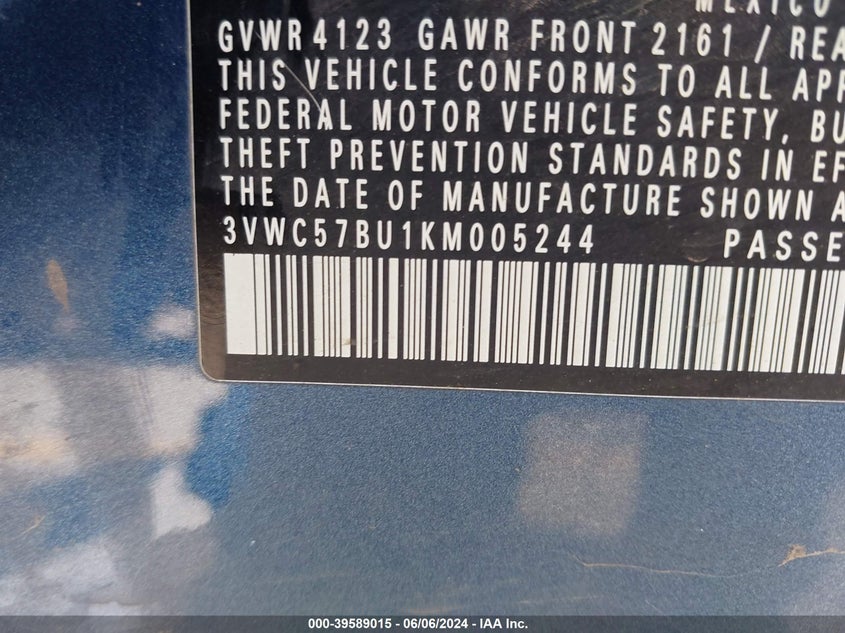 MEXICO
GVWR 4123 GAWR FRONT 2161 / REA
THIS VEHICLE CONFORMS TO ALL APP
FEDERAL MOTOR VEHICLE SAFETY, BU
THEFT PREVENTION STANDARDS IN EF
THE DATE OF MANUFACTURE SHOWN A
3VWC57BU1KM005244 PASSE
000-39589015 - 06/06/2024 - IAA Inc.